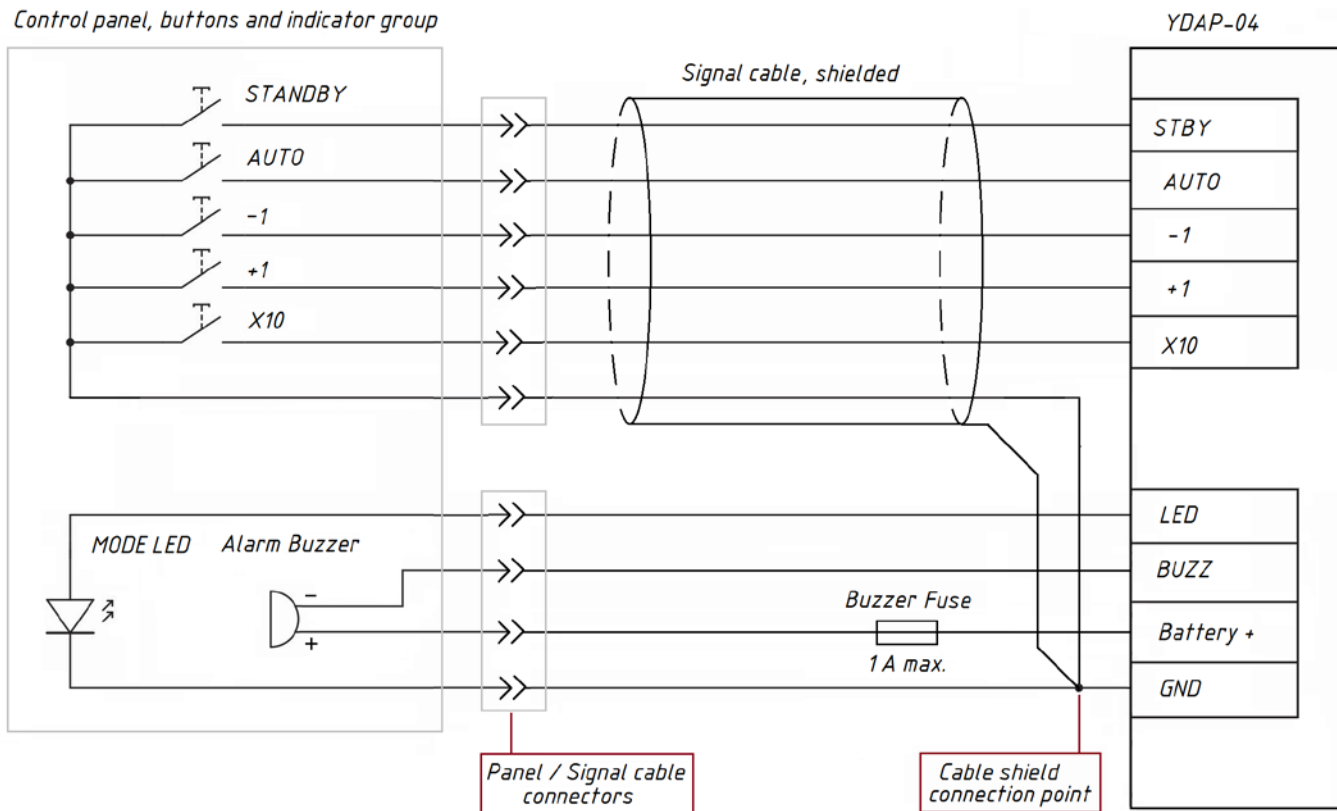 Control panel, buttons and indicator group
YDAP-04
Signal cable, shielded
STANDBY
STBY
AUTO
AUTO
-1
-1
+1
+1
X10
X10
LED
MODE LED
Alarm Buzzer
BUZZ
-
Buzzer Fuse
Battery +
+
1 A max.
GND
Panel / Signal cable
connectors
Cable shield
connection point